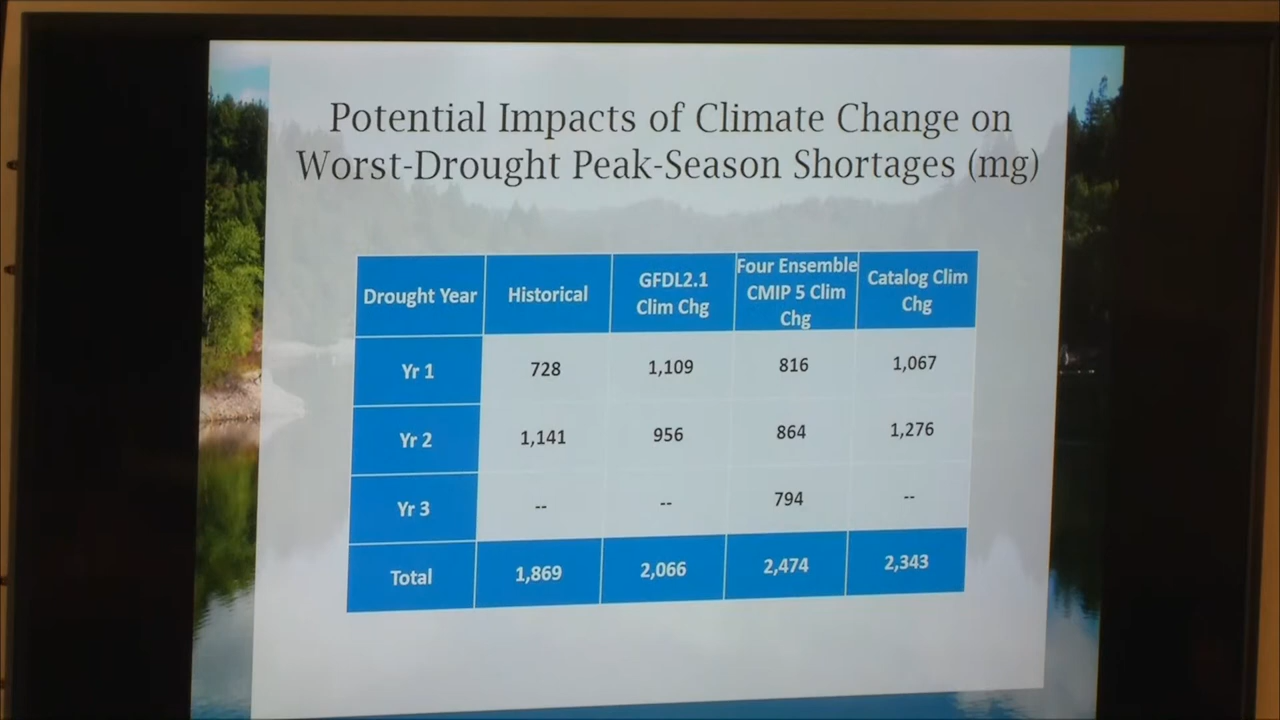 Potential Impacts of Climate Change on
Worst-Drought Peak-Season Shortages (mg)
Drought Year Historical GFDL2.1 Clim Chg Four Ensemble CMIP 5 Clim Chg Catalog Clim Chg
Yr 1 728 1,109 816 1,067
Yr 2 1,141 956 864 1,276
Yr 3 -- -- 794 --
Total 1,869 2,066 2,474 2,343